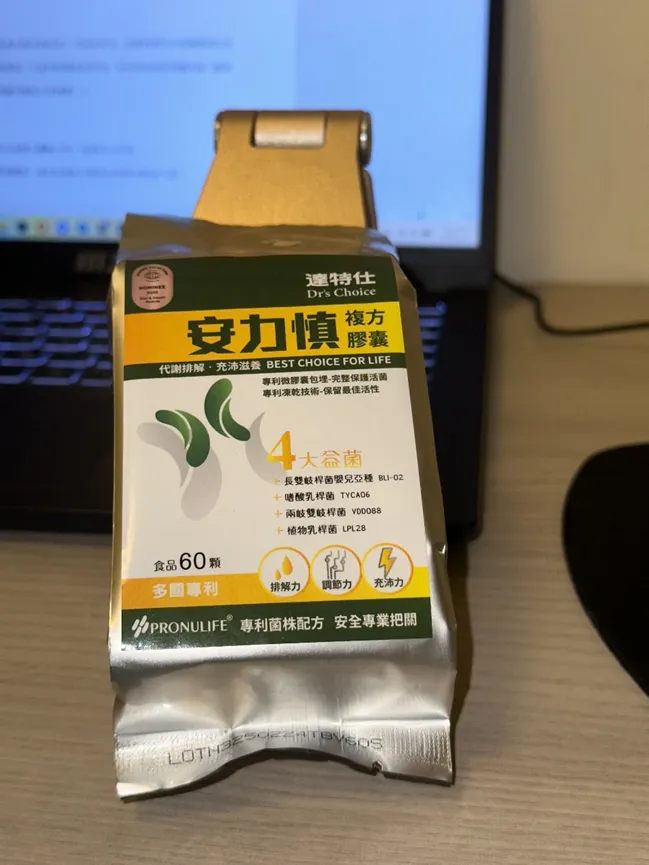 NOMINEE
達特仕
Dr's Choice
安力慎 複方膠囊
代謝排解・充沛滋養 BEST CHOICE FOR LIFE
專利微膠囊包埋-完整保護活菌
專利凍乾技術-保留最佳活性
4大益菌
+ 長雙歧桿菌嬰兒亞種 BLI-02
+ 嗜酸乳桿菌 TYCA06
+ 兩歧雙歧桿菌 VDD088
+ 植物乳桿菌 LPL28
食品60顆
多國專利
排解力 調節力 充沛力
PRONULIFE® 專利菌株配方 安全專業把關